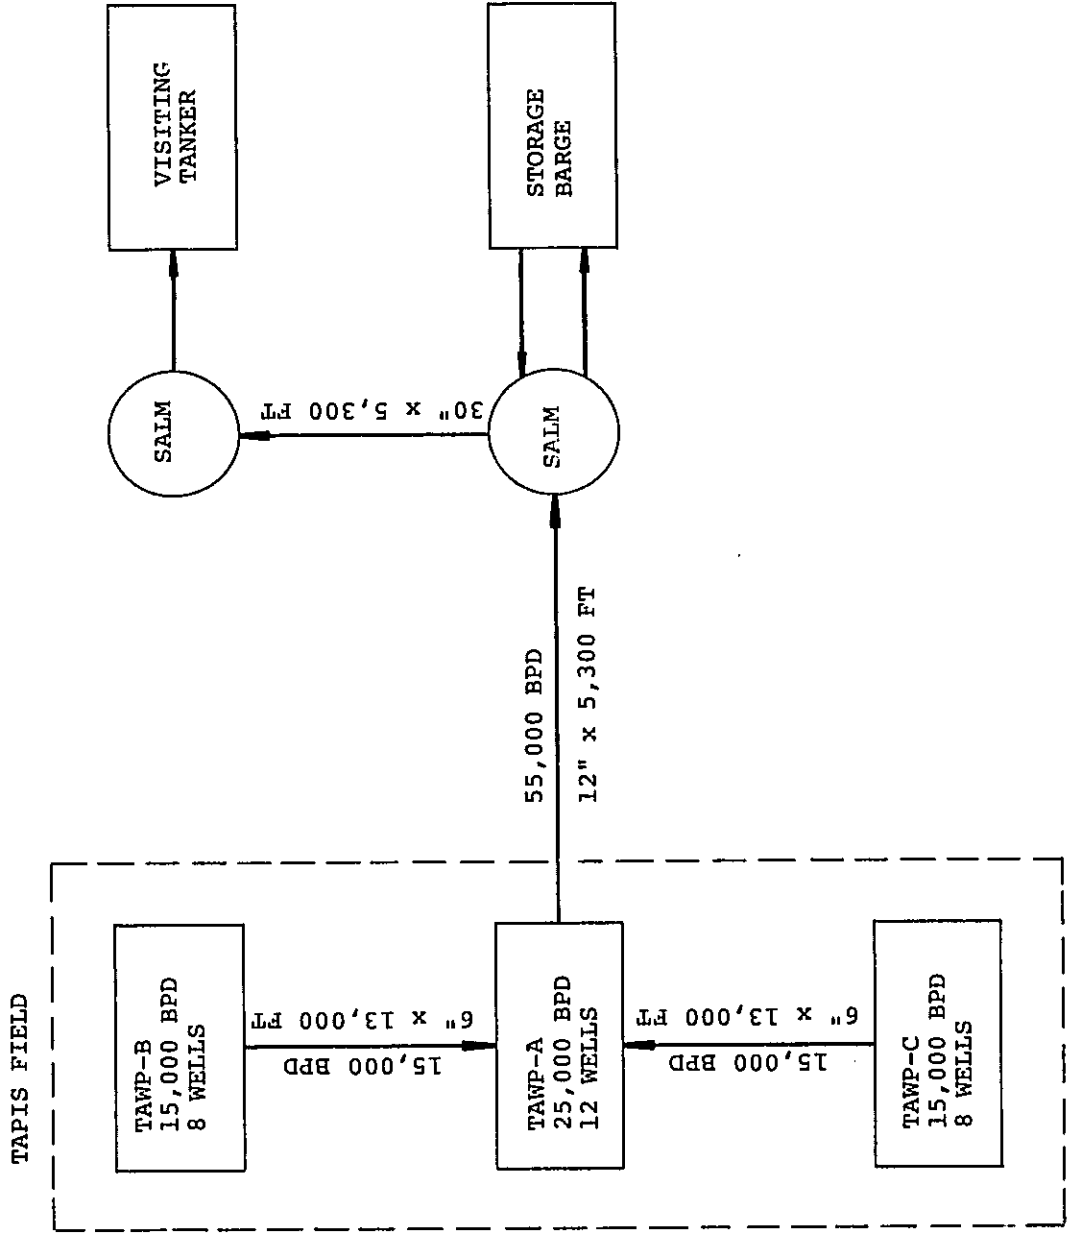 TAPIS FIELD
TAWP-B
15,000 BPD
8 WELLS
6" x 13,000 FT
15,000 BPD
TAWP-A
25,000 BPD
12 WELLS
6" x 13,000 FT
15,000 BPD
TAWP-C
15,000 BPD
8 WELLS
55,000 BPD
12" x 5,300 FT
SALM
30" x 5,300 FT
SALM
VISITING
TANKER
STORAGE
BARGE